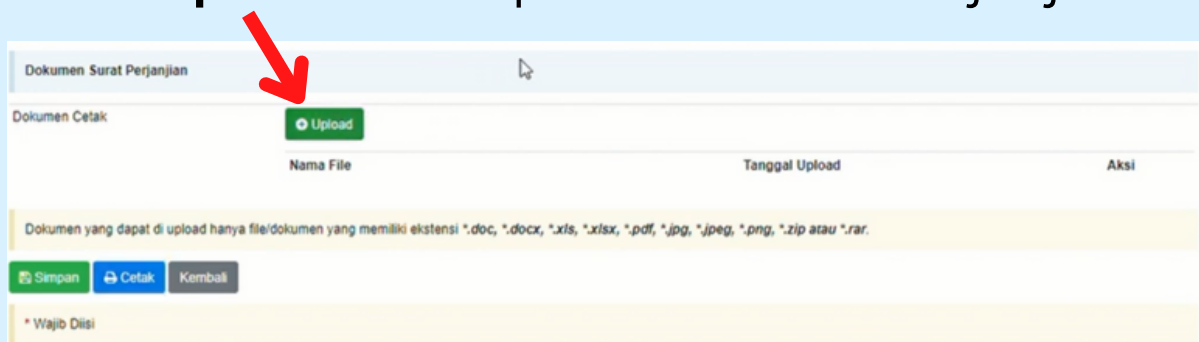 Dokumen Surat Perjanjian
Dokumen Cetak
Upload
Nama File Tanggal Upload Aksi
Dokumen yang dapat di upload hanya file/dokumen yang memiliki ekstensi *.doc, *.docx, *.xls, *.xlsx, *.pdf, *.jpg, *.jpeg, *.png, *.zip atau *.rar.
Simpan Cetak Kembali
* Wajib Diisi